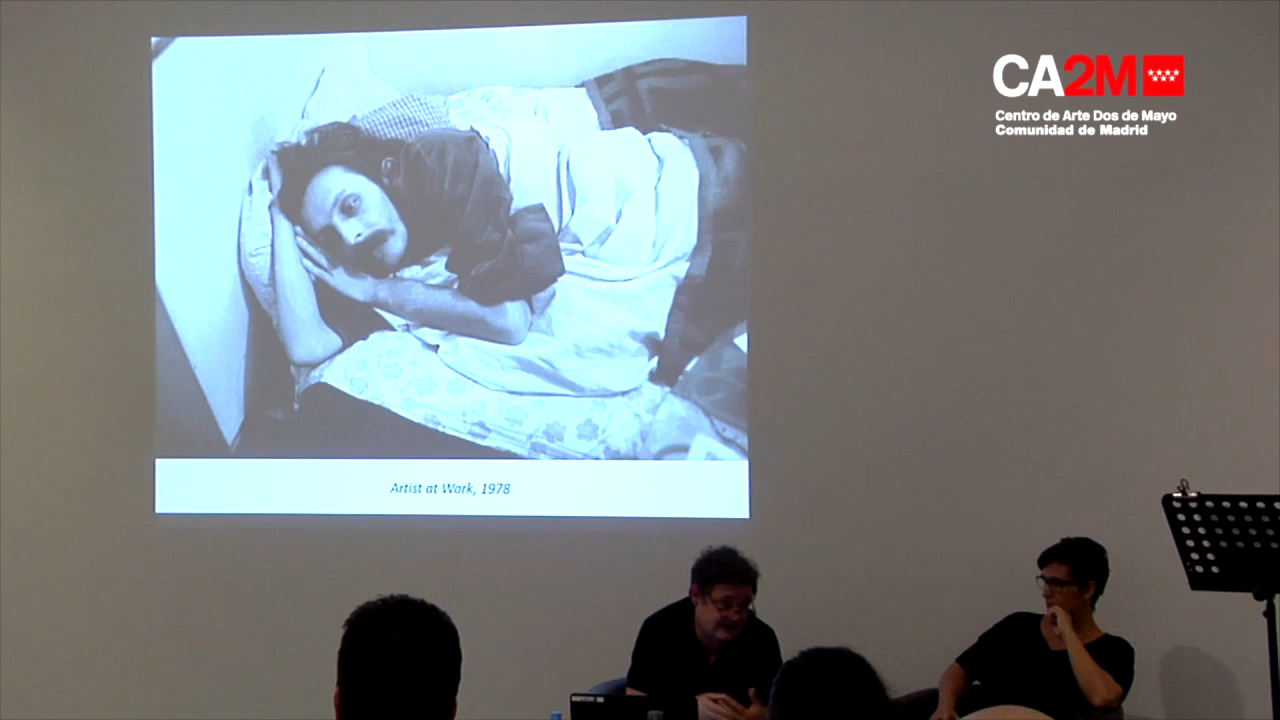 CA2M
Centro de Arte Dos de Mayo
Comunidad de Madrid
Artist at Work, 1978